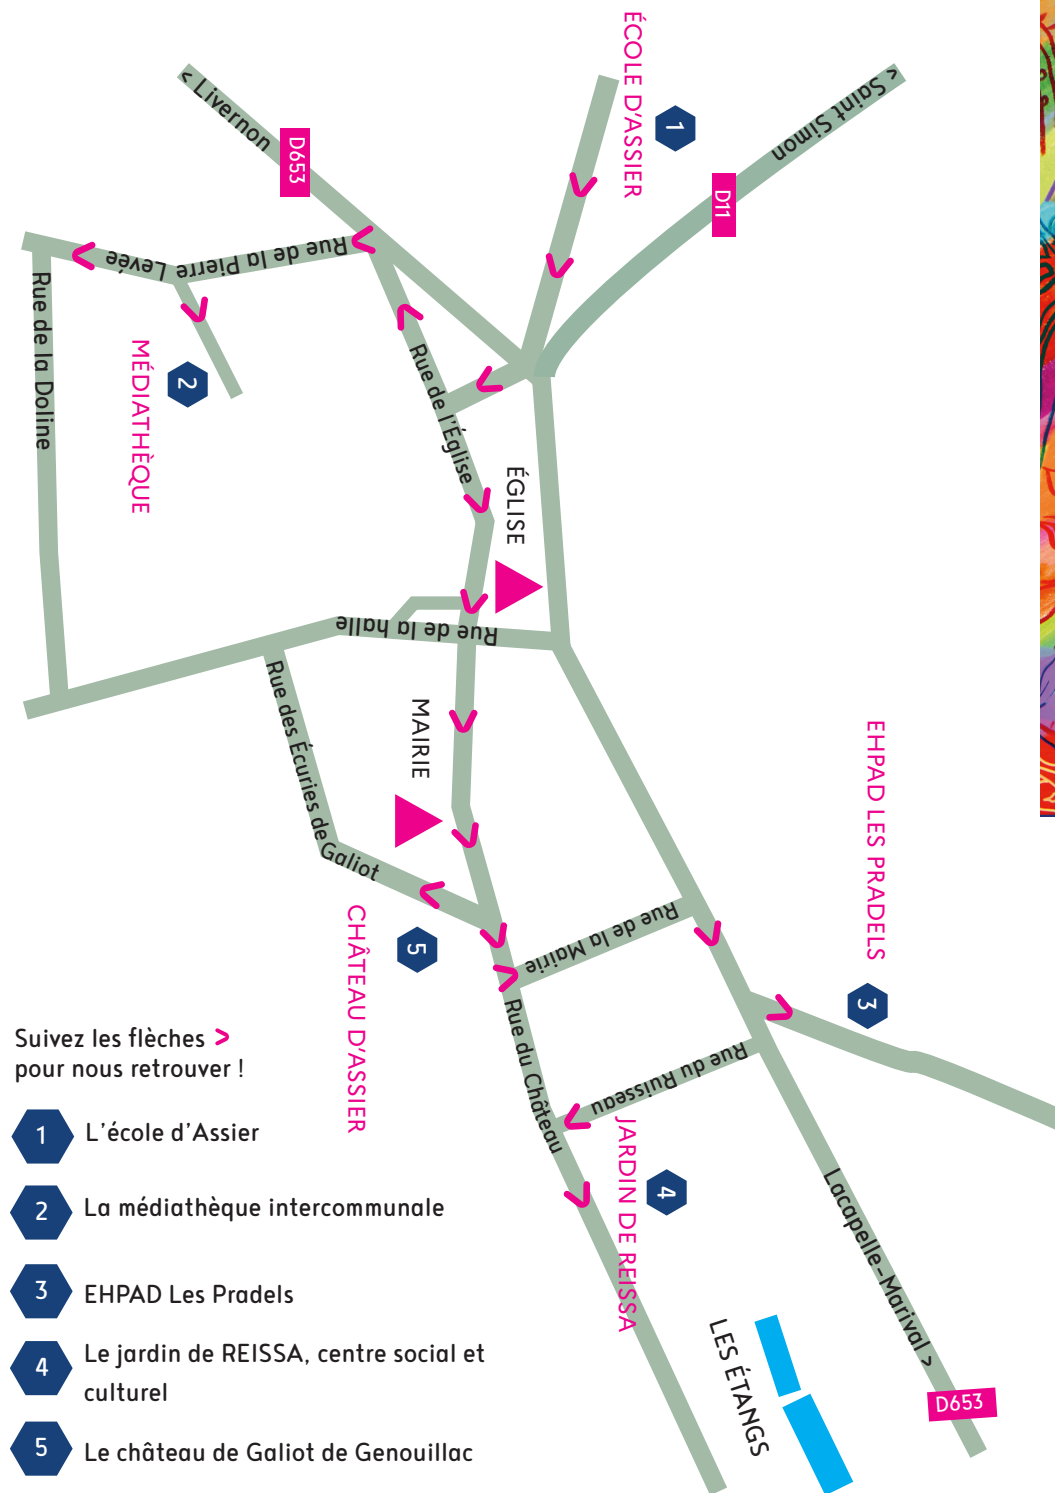 ÉCOLE D'ASSIER
1
< Livernon
D653
< Saint Simon
D11
Rue de la Pierre Levée
Rue de la Doline
MÉDIATHÈQUE
2
Rue de l'Église
ÉGLISE
Rue de la halle
MAIRIE
Rue des Écuries de Galiot
CHÂTEAU D'ASSIER
5
EHPAD LES PRADELS
3
Rue de la Mairie
Rue du Château
Rue du Ruisseau
JARDIN DE REISSA
4
Lacapelle-Marival >
D653
LES ÉTANGS
Suivez les flèches >
pour nous retrouver !
1 L'école d'Assier
2 La médiathèque intercommunale
3 EHPAD Les Pradels
4 Le jardin de REISSA, centre social et
culturel
5 Le château de Galiot de Genouillac